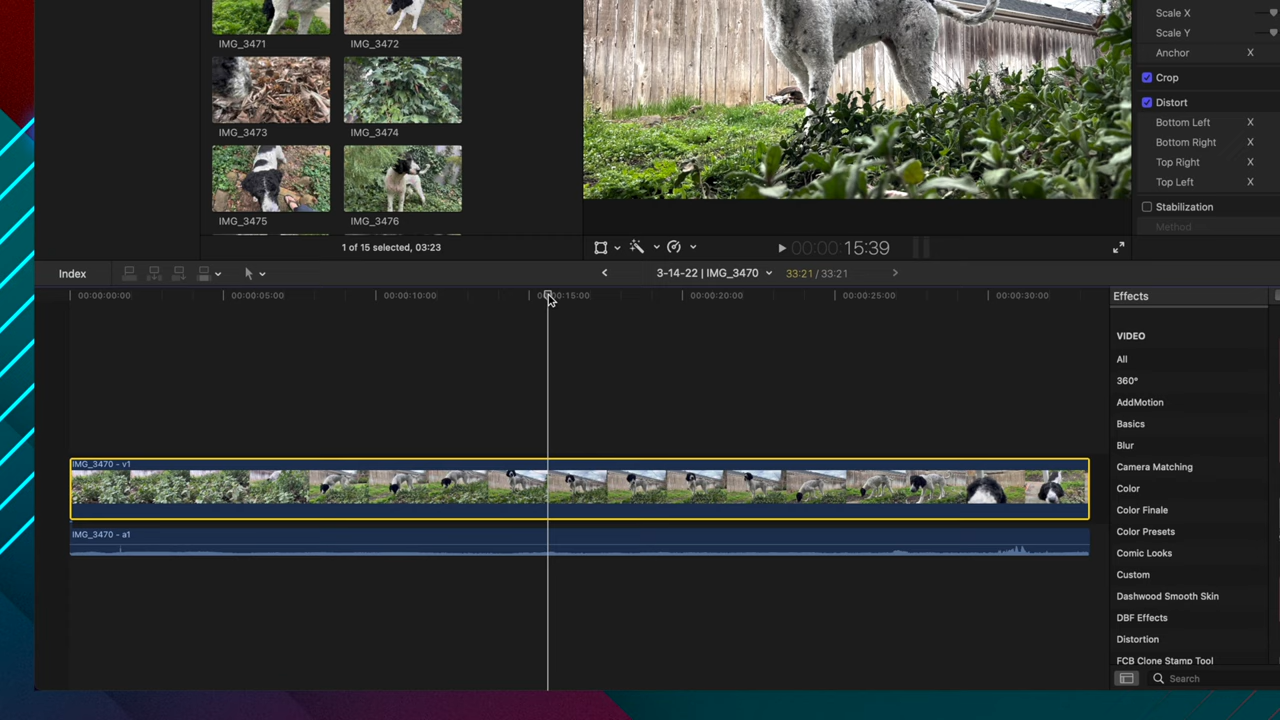 Scale X
Scale Y
Anchor X
Crop
Distort
Bottom Left X
Bottom Right X
Top Right X
Top Left X
Stabilization
Method
IMG_3471
IMG_3472
IMG_3473
IMG_3474
IMG_3475
IMG_3476
1 of 15 selected, 03:23
00:00:15:39
Index
3-14-22 | IMG_3470
33:21 / 33:21
00:00:00:00
00:00:05:00
00:00:10:00
00:00:15:00
00:00:20:00
00:00:25:00
00:00:30:00
IMG_3470 - v1
IMG_3470 - a1
Effects
VIDEO
All
360°
AddMotion
Basics
Blur
Camera Matching
Color
Color Finale
Color Presets
Comic Looks
Custom
Dashwood Smooth Skin
DBF Effects
Distortion
FCB Clone Stamp Tool
Search